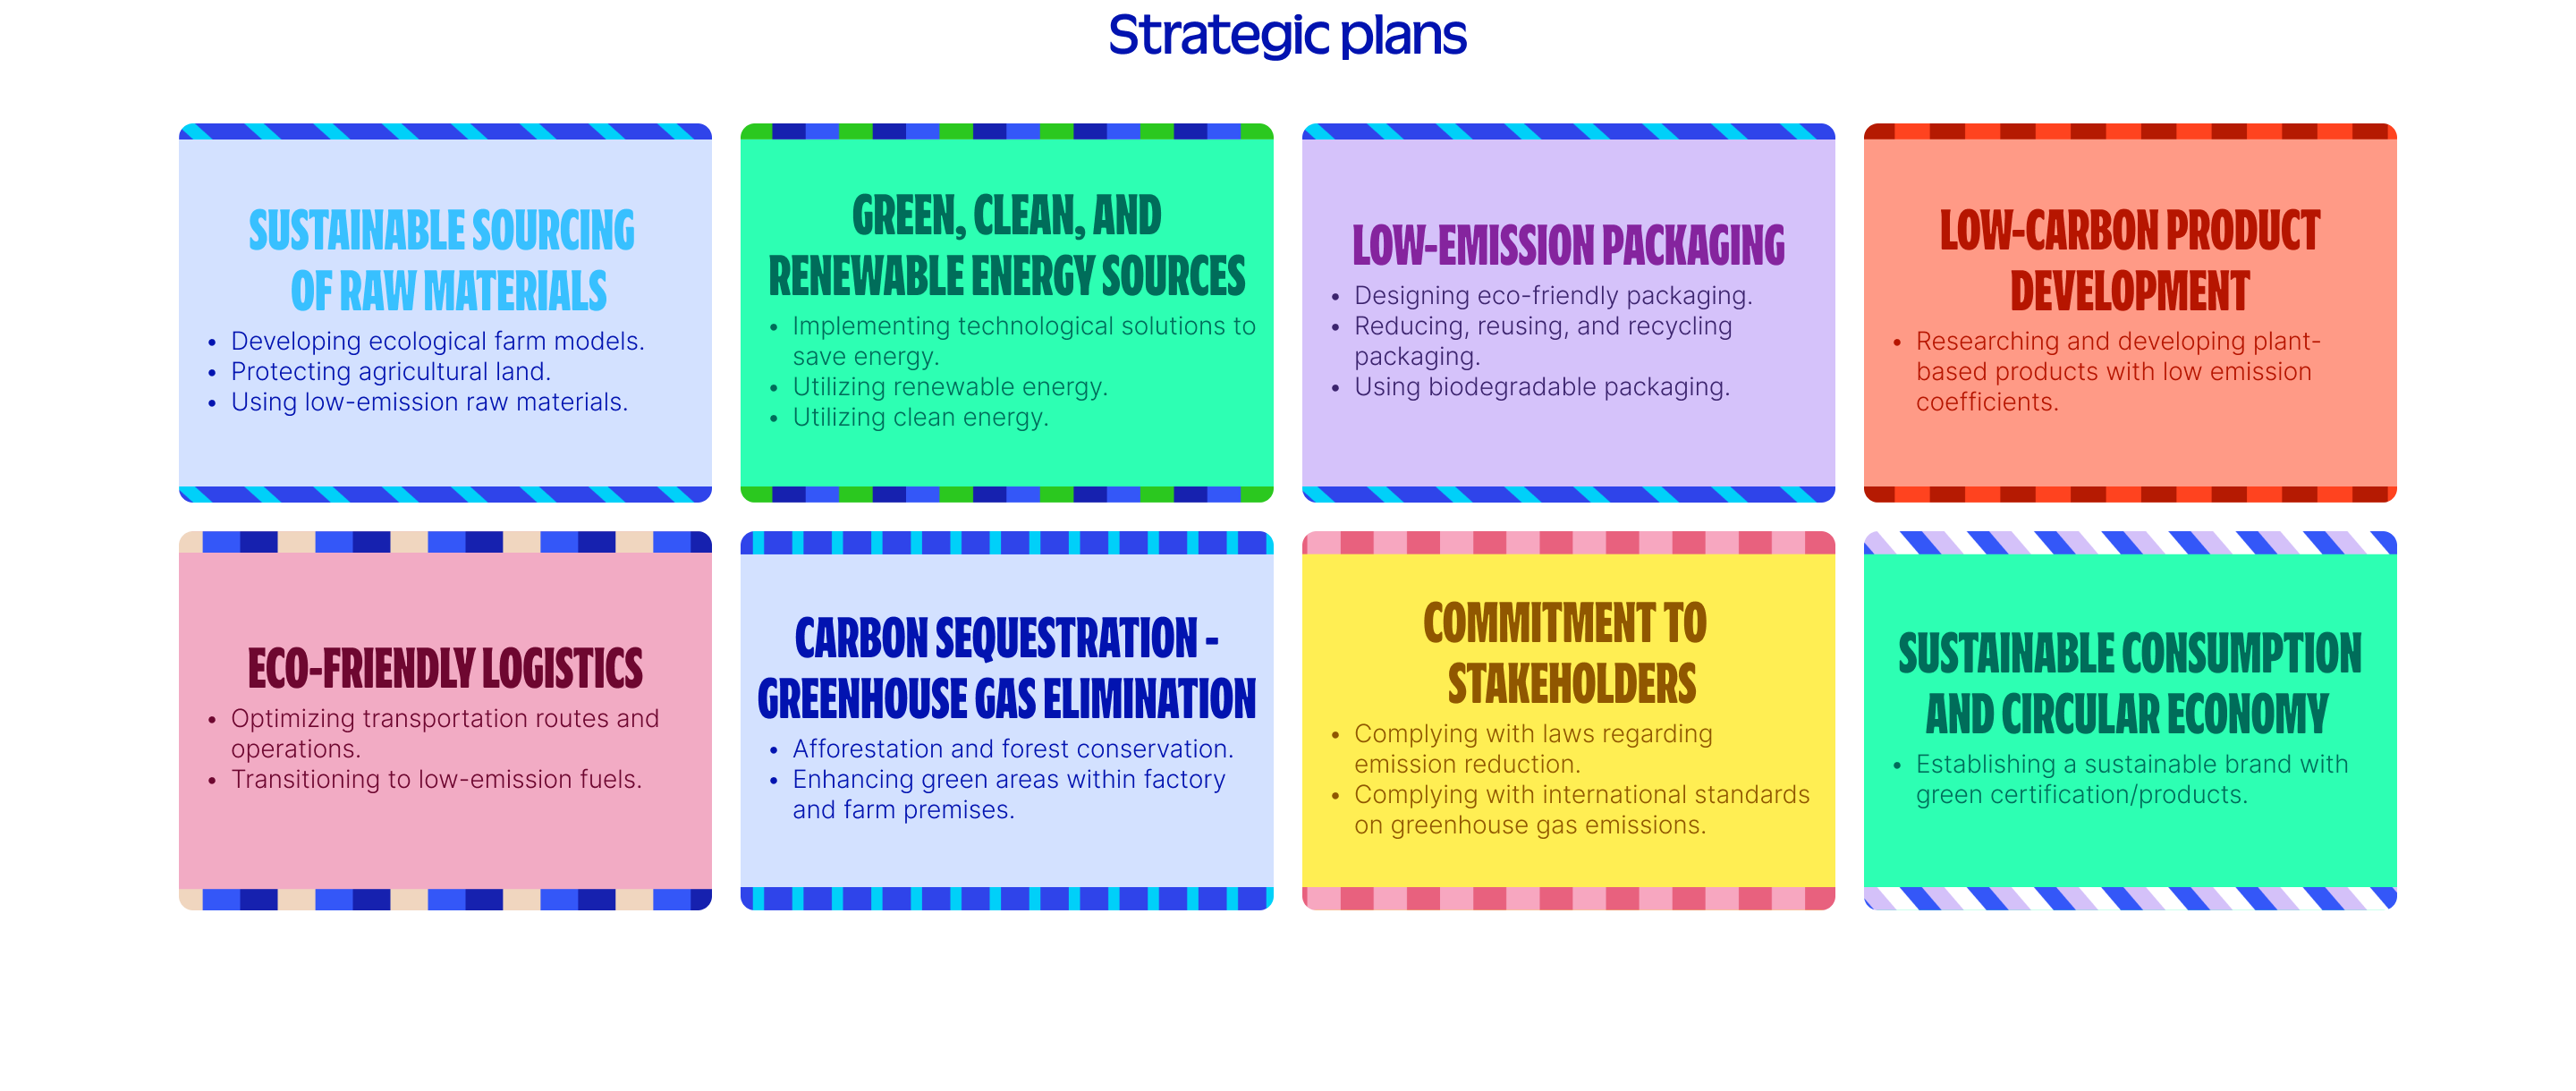 Strategic plans
SUSTAINABLE SOURCING
OF RAW MATERIALS
• Developing ecological farm models.
• Protecting agricultural land.
• Using low-emission raw materials.
GREEN, CLEAN, AND
RENEWABLE ENERGY SOURCES
• Implementing technological solutions to
save energy.
• Utilizing renewable energy.
• Utilizing clean energy.
LOW-EMISSION PACKAGING
• Designing eco-friendly packaging.
• Reducing, reusing, and recycling
packaging.
• Using biodegradable packaging.
LOW-CARBON PRODUCT
DEVELOPMENT
• Researching and developing plant-
based products with low emission
coefficients.
ECO-FRIENDLY LOGISTICS
• Optimizing transportation routes and
operations.
• Transitioning to low-emission fuels.
CARBON SEQUESTRATION -
GREENHOUSE GAS ELIMINATION
• Afforestation and forest conservation.
• Enhancing green areas within factory
and farm premises.
COMMITMENT TO
STAKEHOLDERS
• Complying with laws regarding
emission reduction.
• Complying with international standards
on greenhouse gas emissions.
SUSTAINABLE CONSUMPTION
AND CIRCULAR ECONOMY
• Establishing a sustainable brand with
green certification/products.